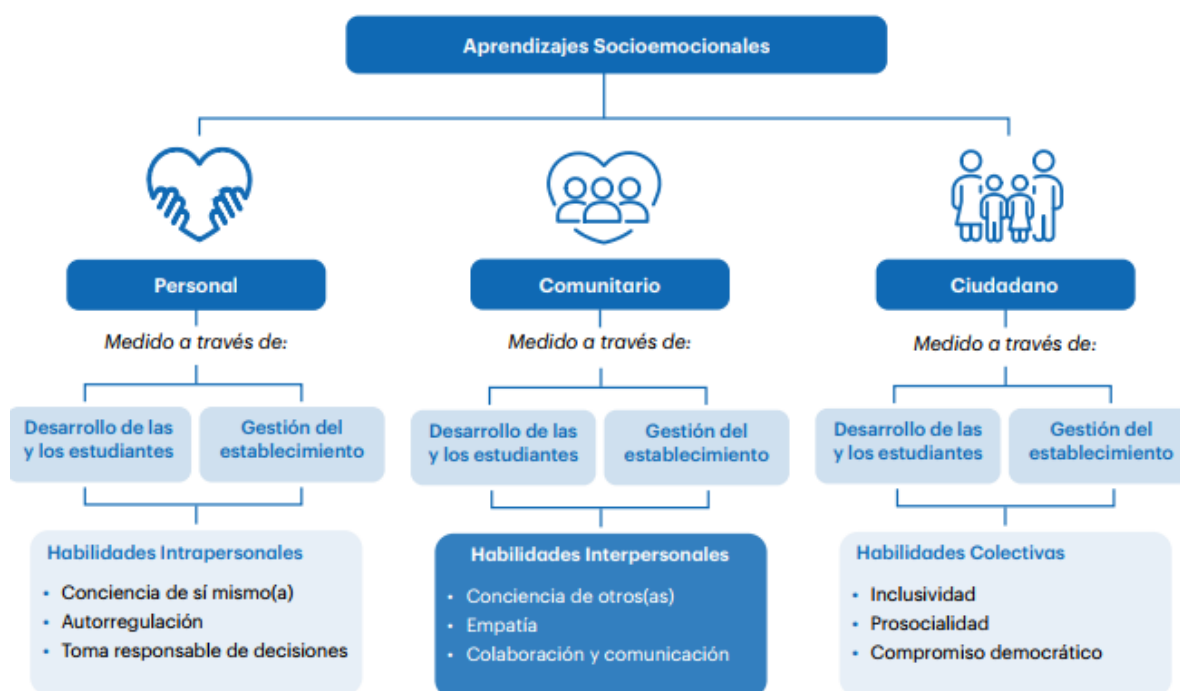 Aprendizajes Socioemocionales
Personal
Medido a través de:
Desarrollo de las
y los estudiantes
Gestión del
establecimiento
Habilidades Intrapersonales
• Conciencia de sí mismo(a)
• Autorregulación
• Toma responsable de decisiones
Comunitario
Medido a través de:
Desarrollo de las
y los estudiantes
Gestión del
establecimiento
Habilidades Interpersonales
• Conciencia de otros(as)
• Empatía
• Colaboración y comunicación
Ciudadano
Medido a través de:
Desarrollo de las
y los estudiantes
Gestión del
establecimiento
Habilidades Colectivas
• Inclusividad
• Prosocialidad
• Compromiso democrático